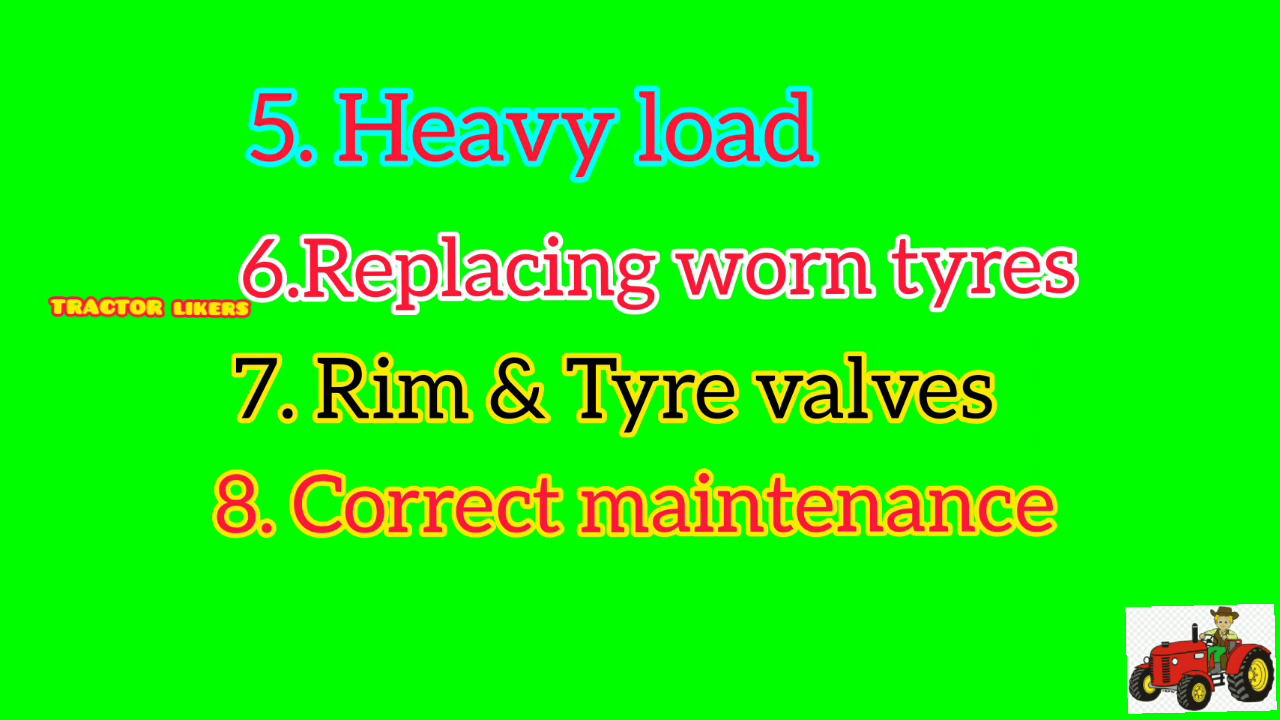 5. Heavy load
6.Replacing worn tyres
TRACTOR LIKERS
7. Rim & Tyre valves
8. Correct maintenance